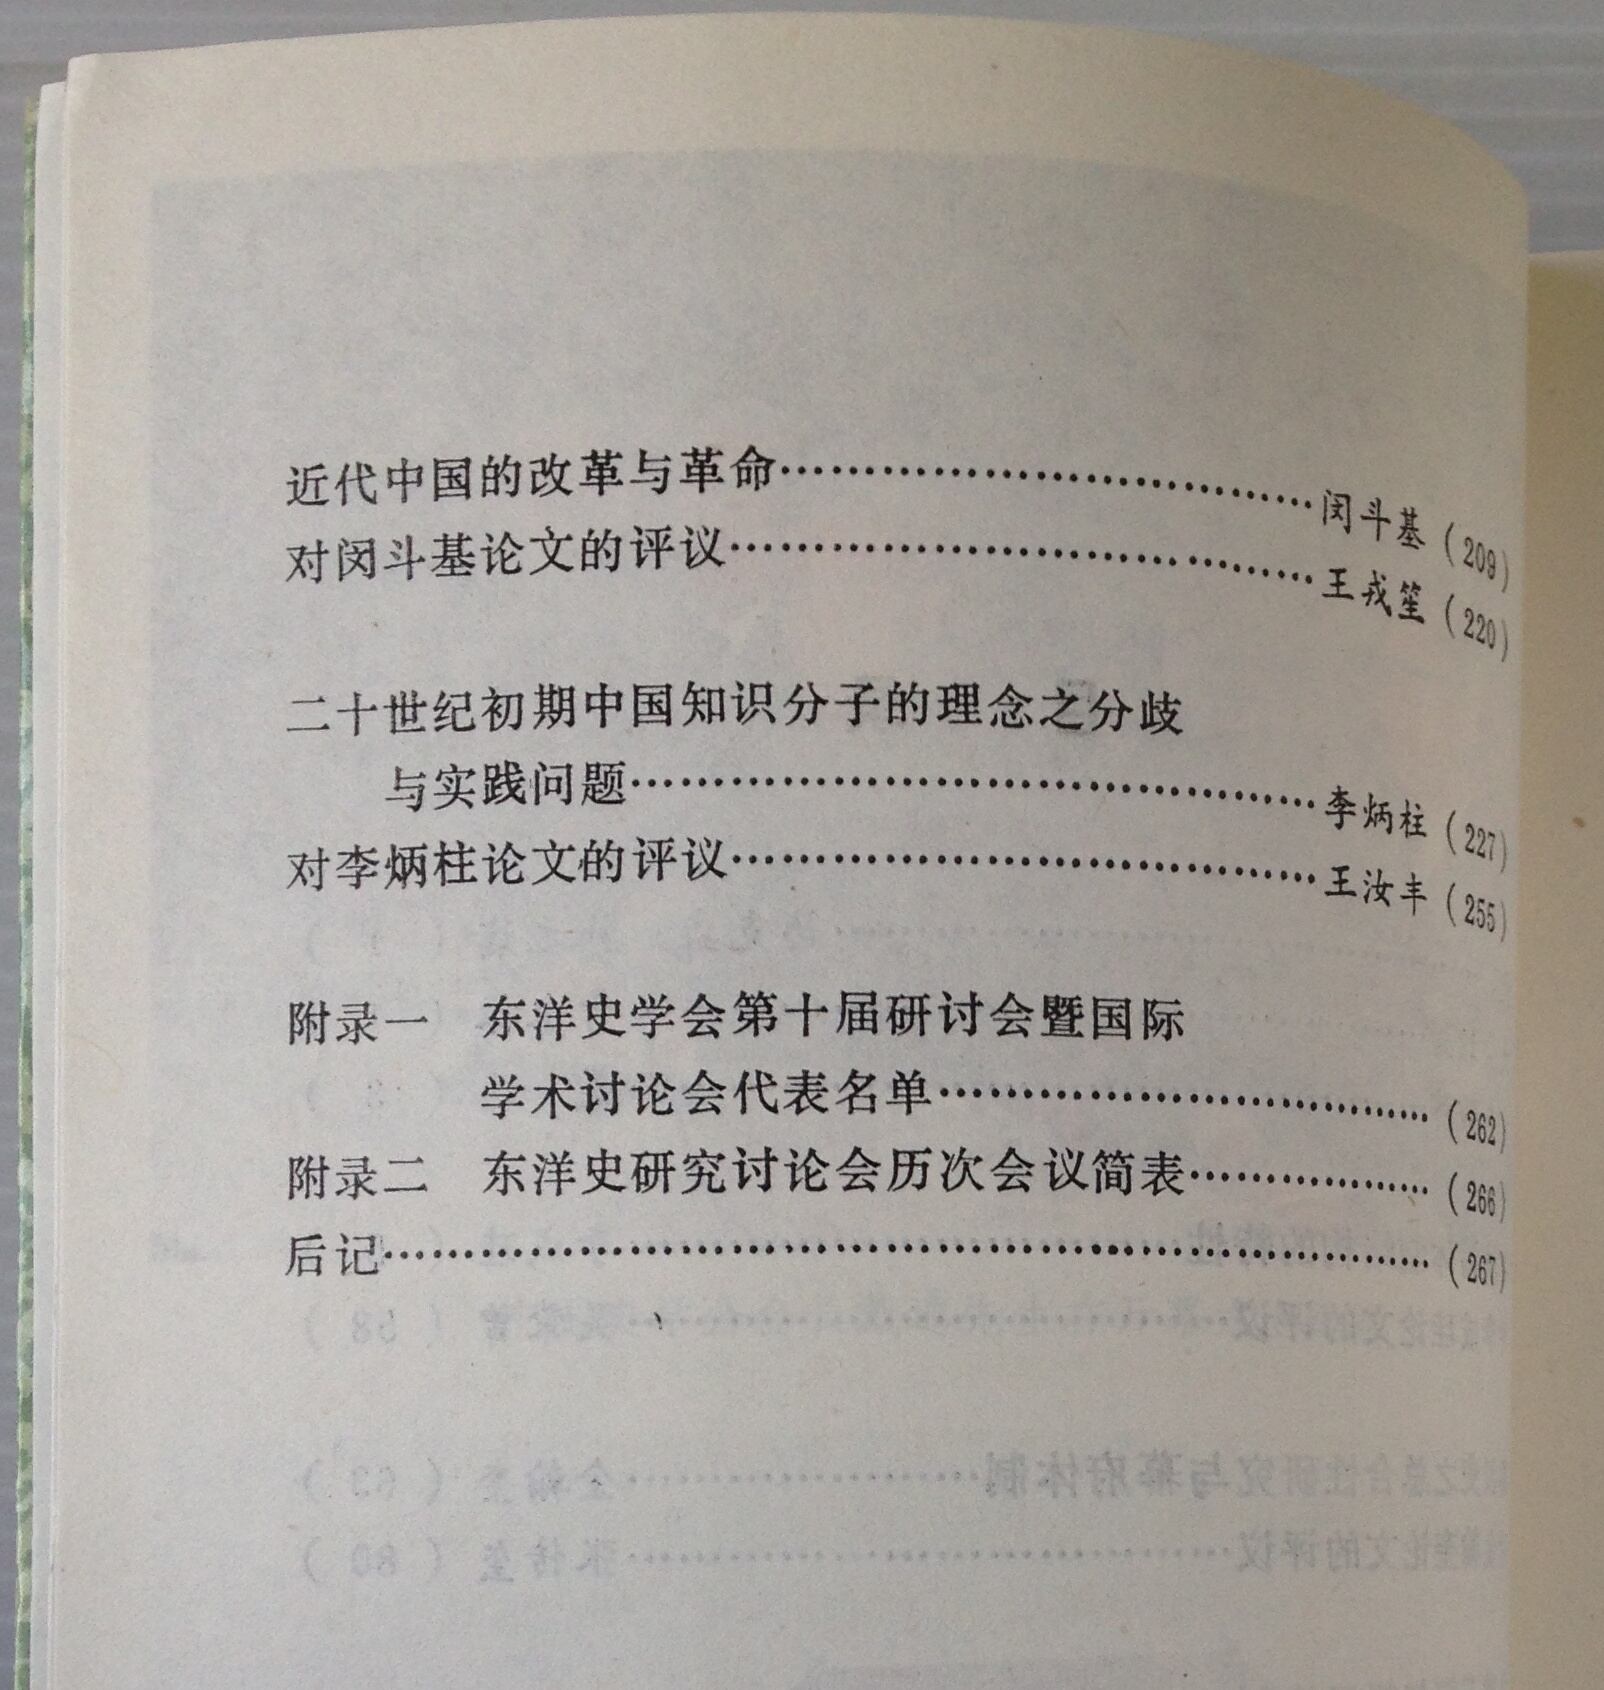 近代中国的改革与革命……………………………闵斗基(209)
对闵斗基论文的评议……………………………王戎笙(220)
二十世纪初期中国知识分子的理念之分歧
与实践问题……………………………李炳柱(227)
对李炳柱论文的评议……………………………王汝丰(255)
附录一 东洋史学会第十届研讨会暨国际
学术讨论会代表名单……………………………(262)
附录二 东洋史研究讨论会历次会议简表………………(266)
后记……………………………………………………(267)